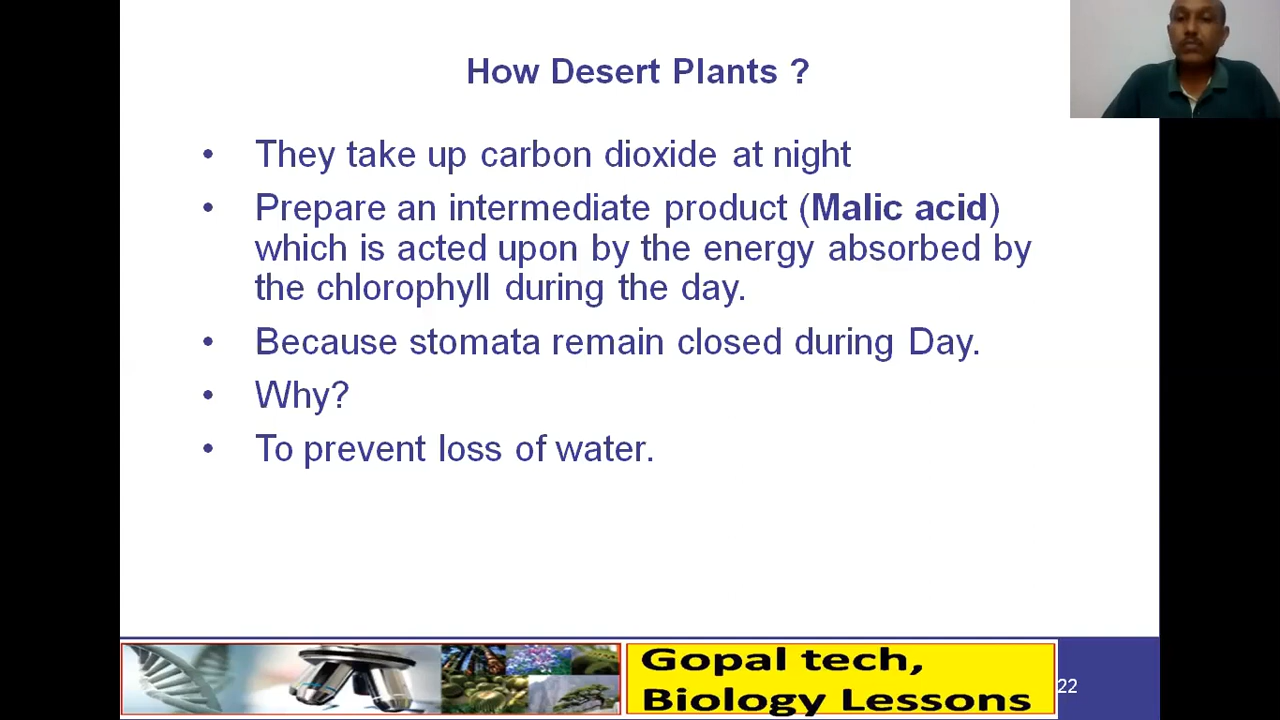 How Desert Plants ?
• They take up carbon dioxide at night
• Prepare an intermediate product (Malic acid)
which is acted upon by the energy absorbed by
the chlorophyll during the day.
• Because stomata remain closed during Day.
• Why?
• To prevent loss of water.
Gopal tech,
Biology Lessons
22